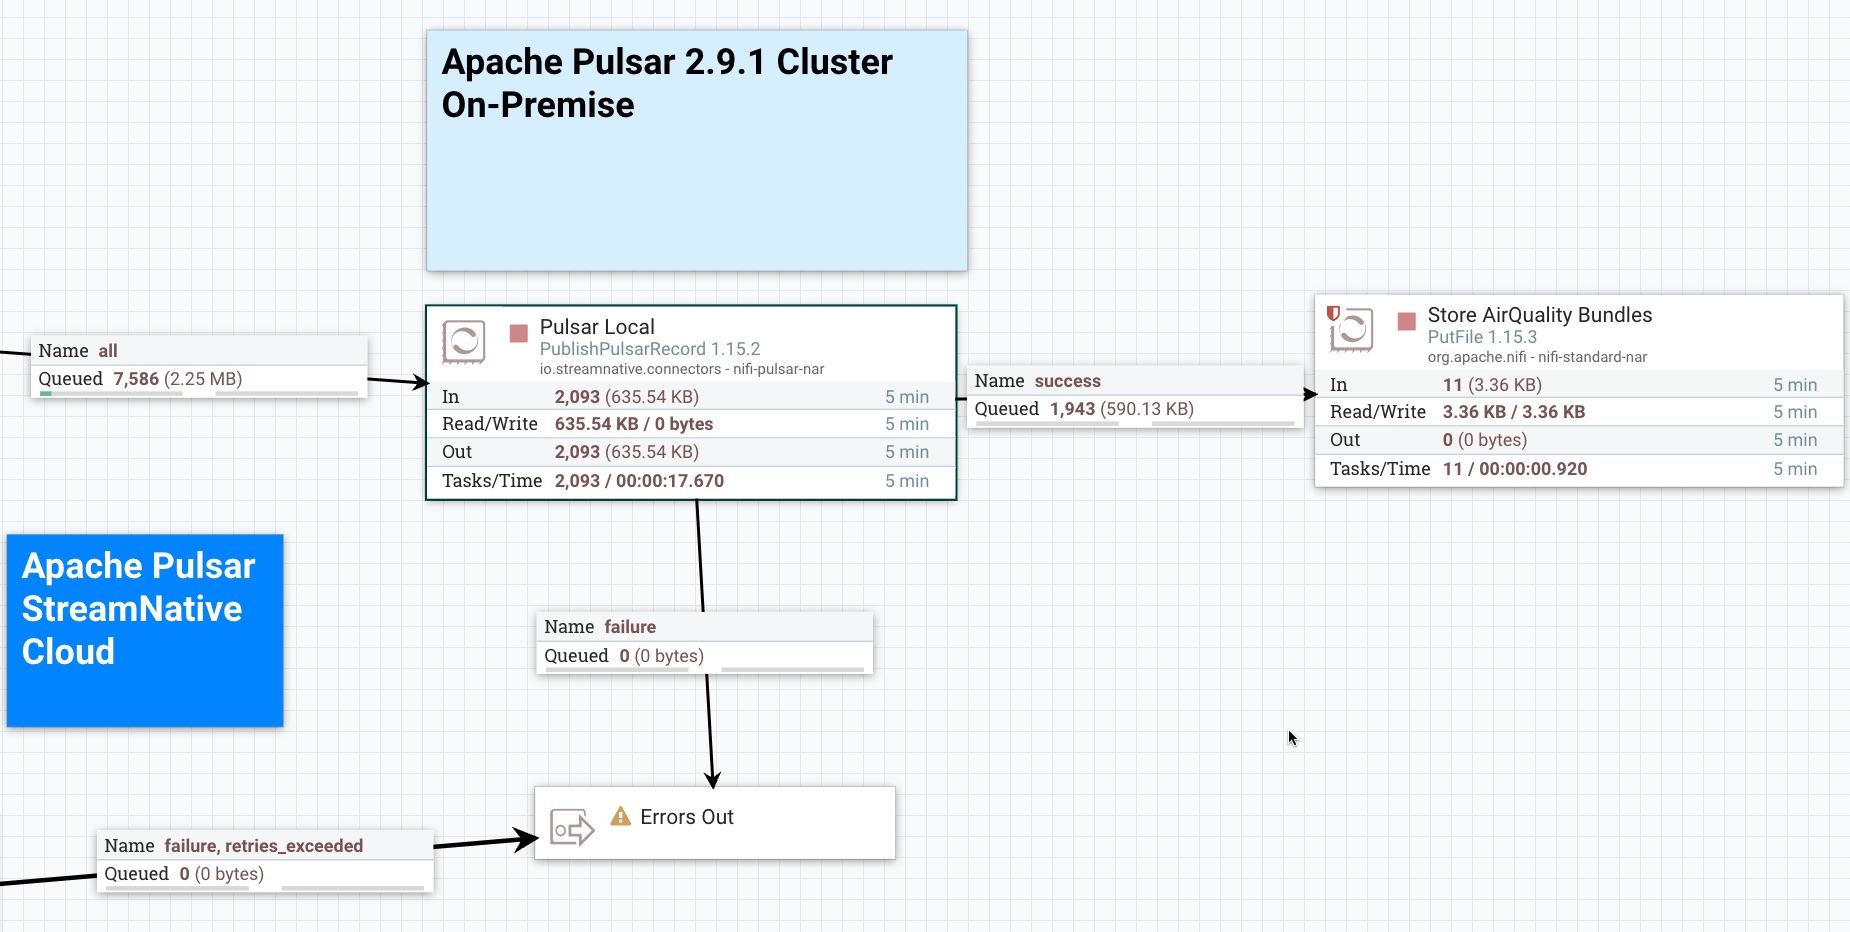 Apache Pulsar 2.9.1 Cluster
On-Premise
Name all
Queued 7,586 (2.25 MB)
Pulsar Local
PublishPulsarRecord 1.15.2
io.streamnative.connectors - nifi-pulsar-nar
In 2,093 (635.54 KB) 5 min
Read/Write 635.54 KB / 0 bytes 5 min
Out 2,093 (635.54 KB) 5 min
Tasks/Time 2,093 / 00:00:17.670 5 min
Name success
Queued 1,943 (590.13 KB)
Store AirQuality Bundles
PutFile 1.15.3
org.apache.nifi - nifi-standard-nar
In 11 (3.36 KB) 5 min
Read/Write 3.36 KB / 3.36 KB 5 min
Out 0 (0 bytes) 5 min
Tasks/Time 11 / 00:00:00.920 5 min
Apache Pulsar
StreamNative
Cloud
Name failure
Queued 0 (0 bytes)
Errors Out
Name failure, retries_exceeded
Queued 0 (0 bytes)